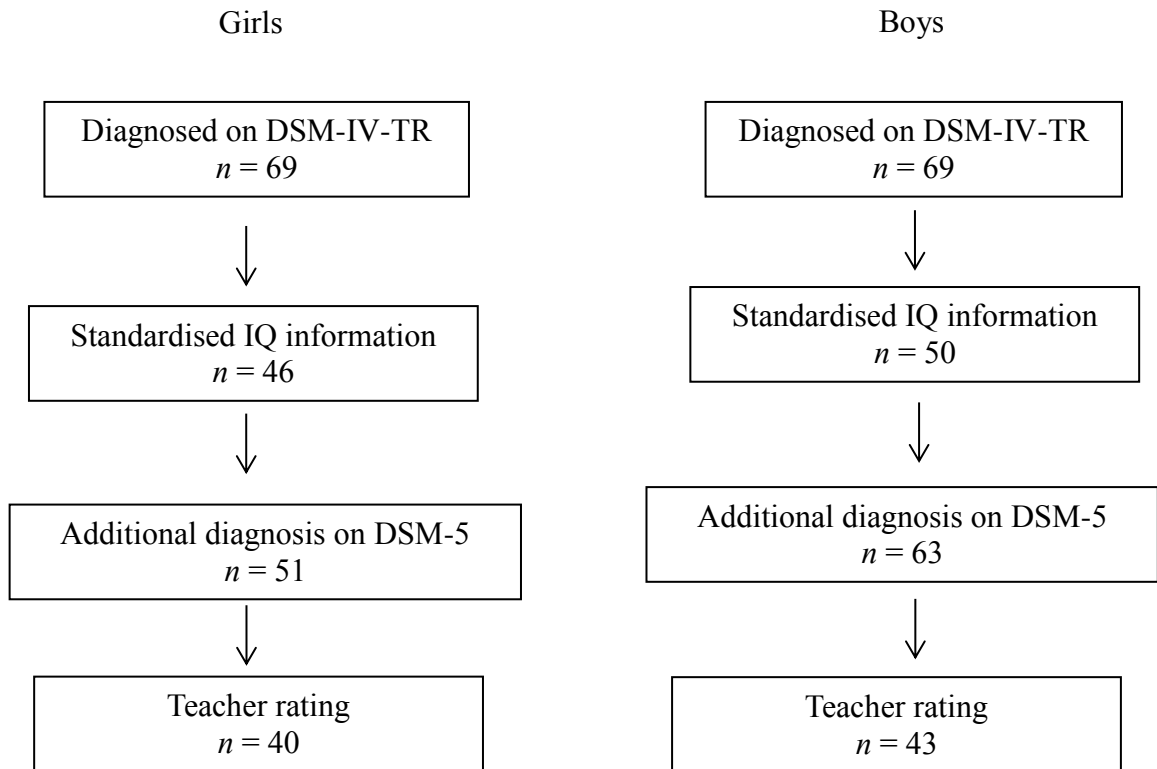 Girls
Diagnosed on DSM-IV-TR
n = 69
Standardised IQ information
n = 46
Additional diagnosis on DSM-5
n = 51
Teacher rating
n = 40
Boys
Diagnosed on DSM-IV-TR
n = 69
Standardised IQ information
n = 50
Additional diagnosis on DSM-5
n = 63
Teacher rating
n = 43